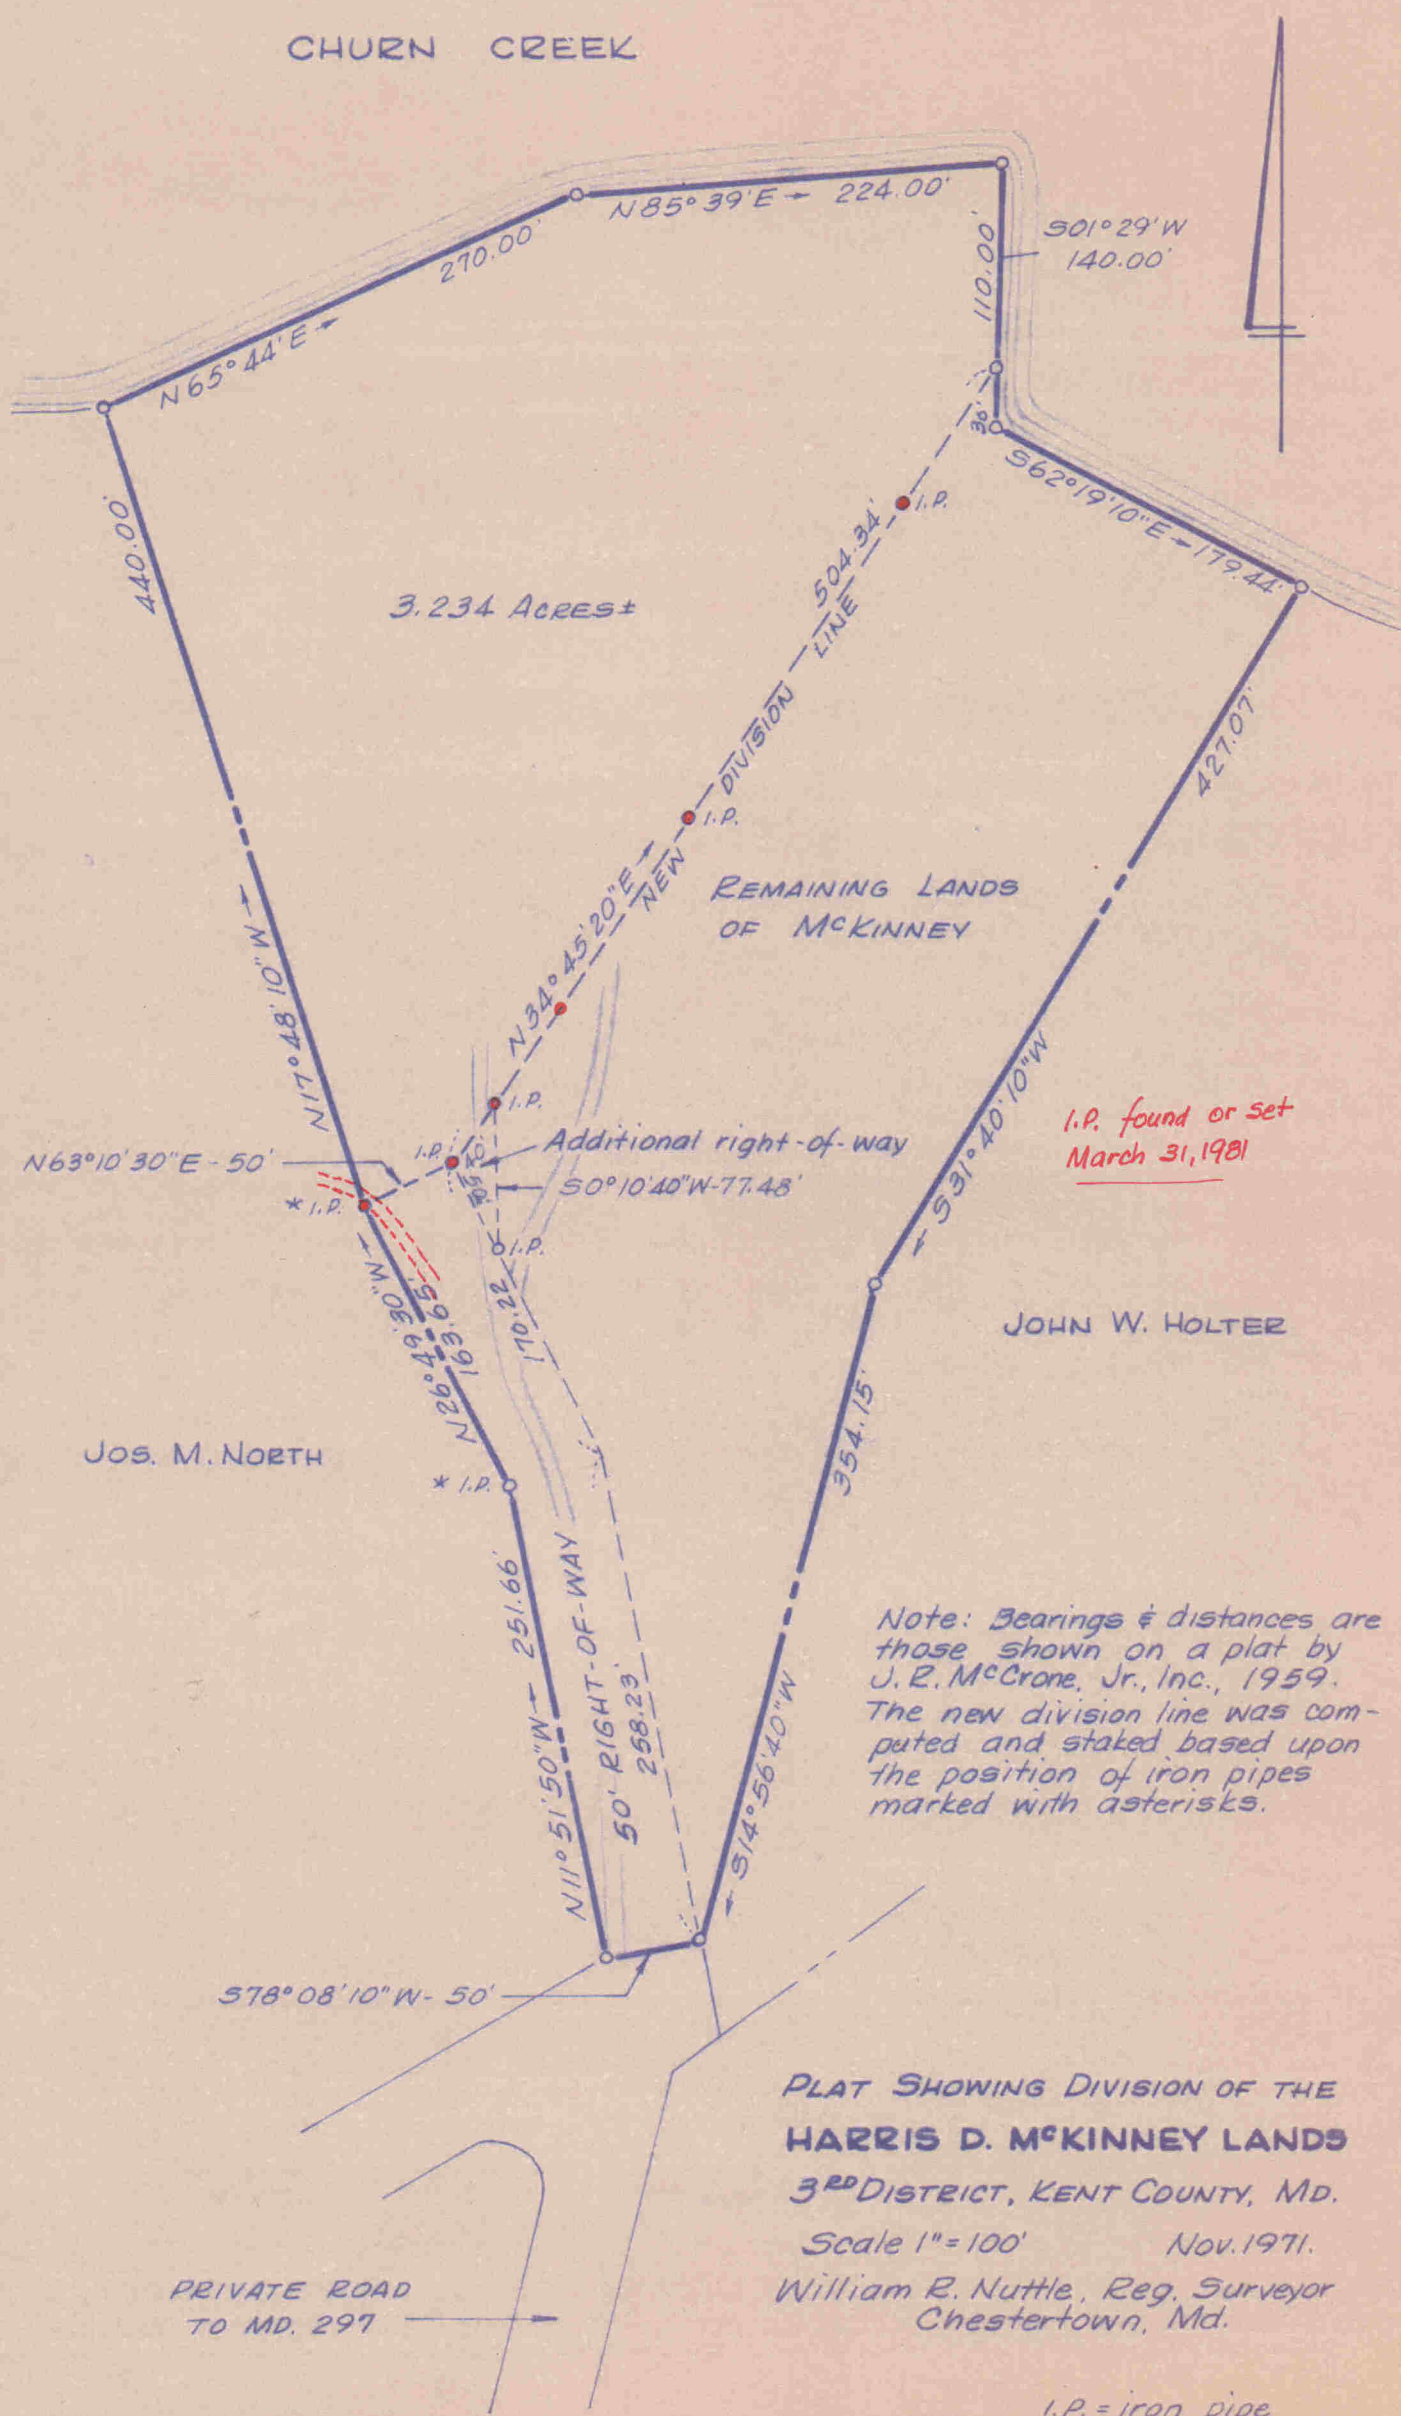 CHURN CREEK
N85°39'E 224.00'
270.00'
N65°44'E
110.00'
S01°29'W
140.00'
30'
S62°19'10"E 179.44'
I.P.
504.34'
440.00'
3.234 ACRES±
NEW DIVISION LINE
427.07'
I.P.
REMAINING LANDS
OF McKINNEY
N34°45'20"E
N17°48'10"W
S31°40'10"W
I.P. found or set
March 31, 1981
I.P.
N63°10'30"E - 50'
I.P.
Additional right-of-way
S0°10'40"W-77.48'
* I.P.
I.P.
N26°49'30"W
163.65'
170.22
JOHN W. HOLTER
354.15'
JOS. M. NORTH
* I.P.
251.66'
N11°51'50"W
50' RIGHT-OF-WAY
258.23'
S14°56'40"W
Note: Bearings & distances are
those shown on a plat by
J. R. McCrone, Jr., Inc., 1959.
The new division line was com-
puted and staked based upon
the position of iron pipes
marked with asterisks.
S78°08'10"W- 50'
PLAT SHOWING DIVISION OF THE
HARRIS D. McKINNEY LANDS
3RD DISTRICT, KENT COUNTY, MD.
Scale 1"=100' Nov. 1971.
William R. Nuttle, Reg. Surveyor
Chestertown, Md.
PRIVATE ROAD
TO MD. 297
I.P. = iron pipe